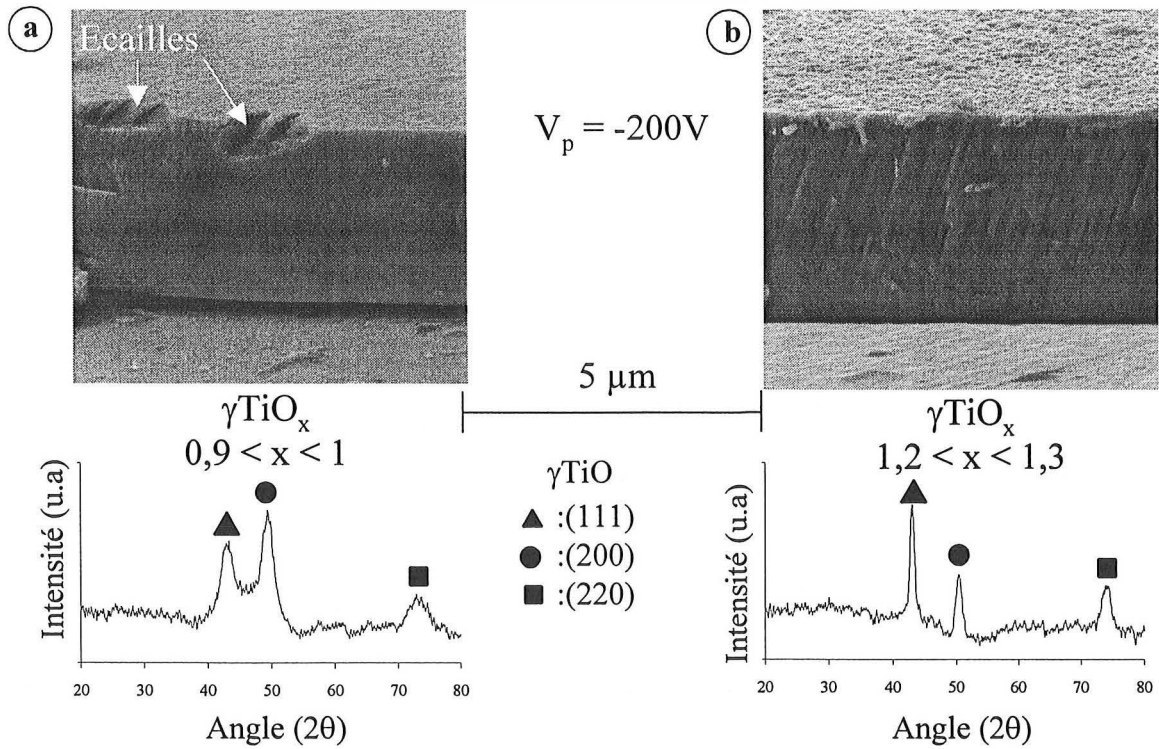 a
Ecailles
b
V_p = -200V
5 µm
γTiO_x
0,9 < x < 1
γTiO_x
1,2 < x < 1,3
Intensité (u.a)
20 30 40 50 60 70 80
Angle (2θ)
γTiO
▲ :(111)
● :(200)
■ :(220)
Intensité (u.a)
20 30 40 50 60 70 80
Angle (2θ)